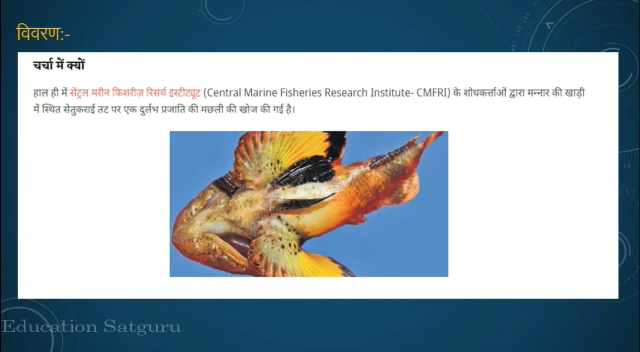 विवरण:-
चर्चा में क्यों
हाल ही में सेंट्रल मरीन फिशरीज़ रिसर्च इंस्टीट्यूट (Central Marine Fisheries Research Institute- CMFRI) के शोधकर्त्ताओं द्वारा मन्नार की खाड़ी
में स्थित सेतुकराई तट पर एक दुर्लभ प्रजाति की मछली की खोज की गई है।
Education Satguru